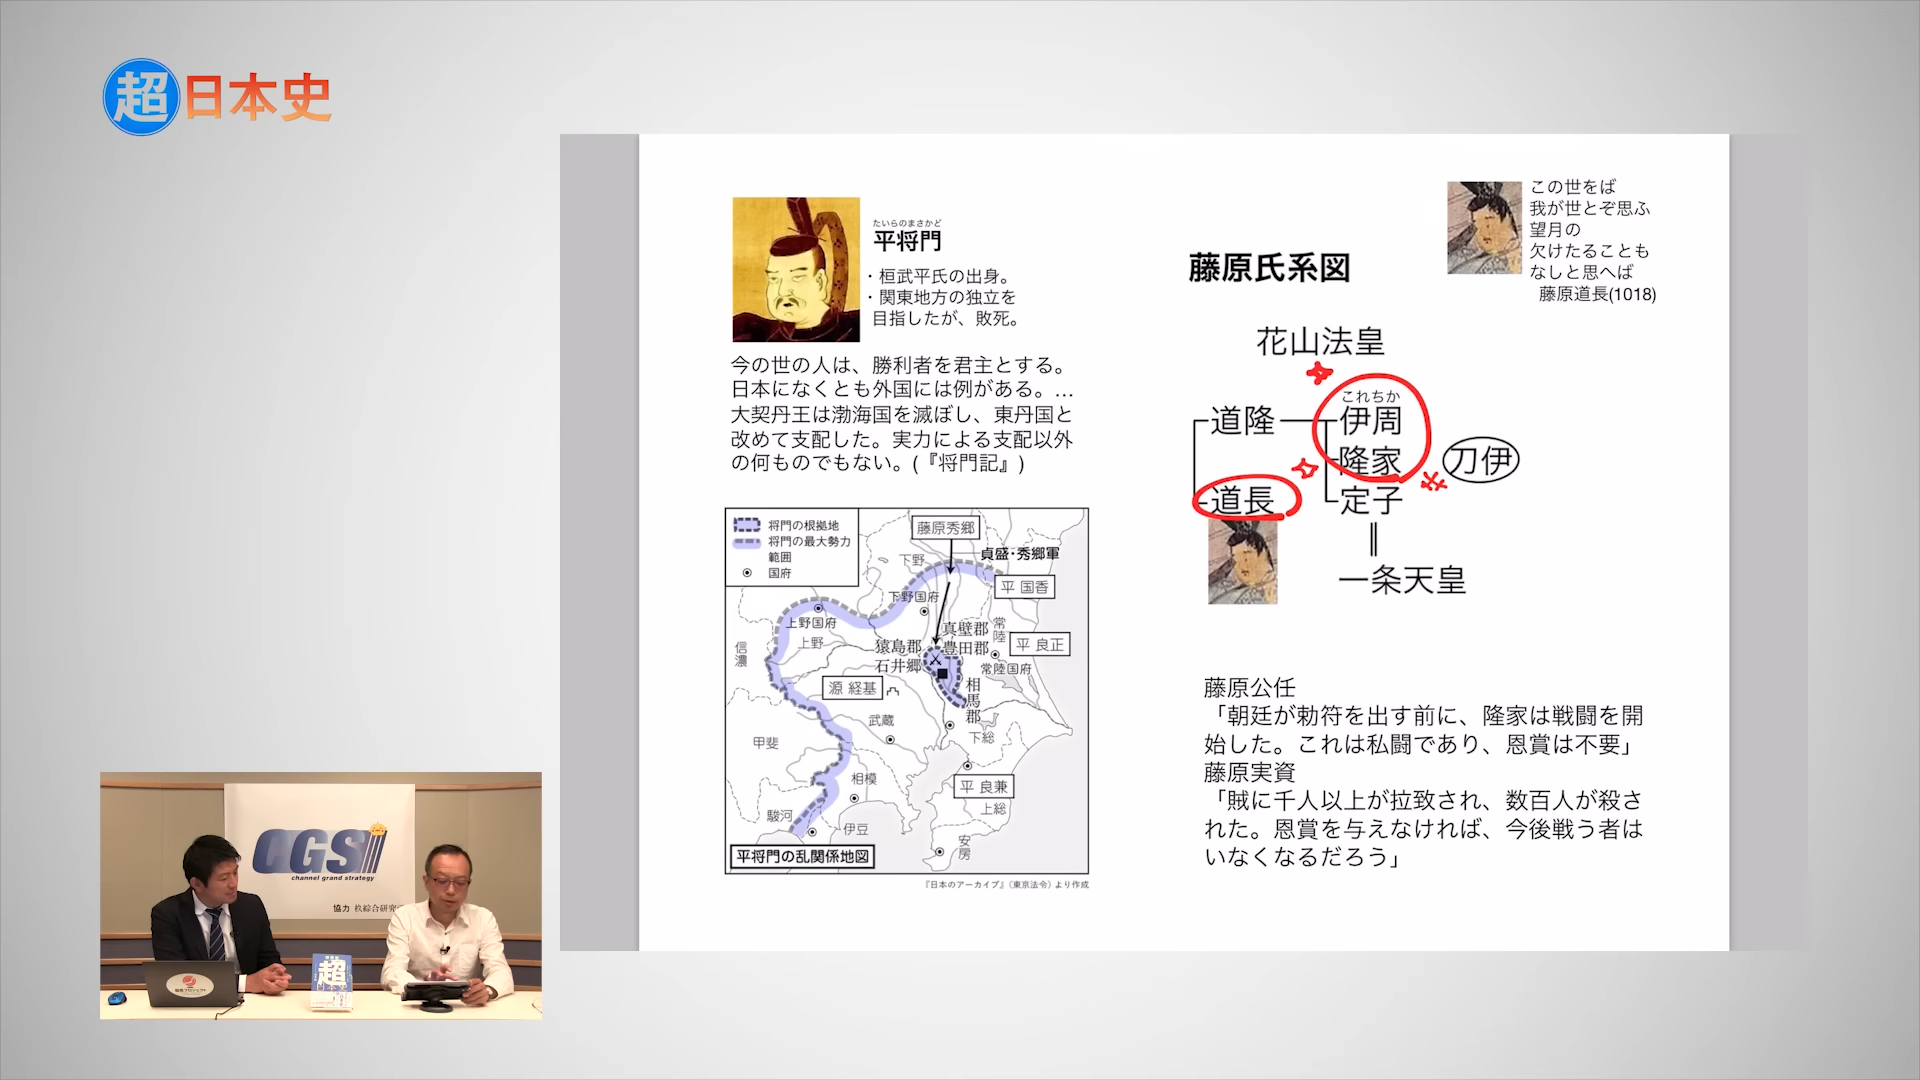 超日本史
たいらのまさかど
平将門
・桓武平氏の出身。
・関東地方の独立を
目指したが、敗死。
今の世の人は、勝利者を君主とする。
日本になくとも外国には例がある。…
大契丹王は渤海国を滅ぼし、東丹国と
改めて支配した。実力による支配以外
の何ものでもない。(『将門記』)
将門の根拠地
将門の最大勢力
範囲
国府
藤原秀郷
貞盛・秀郷軍
下野
平 国香
下野国府
上野国府
上野
信濃
真壁郡
豊田郡
常陸
平 良正
猿島郡
石井郷
常陸国府
源 経基
相馬郡
武蔵
下総
甲斐
相模
平 良兼
上総
駿河
伊豆
安房
平将門の乱関係地図
『日本のアーカイブ』(東京法令)より作成
この世をば
我が世とぞ思ふ
望月の
欠けたることも
なしと思へば
藤原道長(1018)
藤原氏系図
花山法皇
これちか
道隆
伊周
隆家
刀伊
道長
定子
一条天皇
藤原公任
「朝廷が勅符を出す前に、隆家は戦闘を開
始した。これは私闘であり、恩賞は不要」
藤原実資
「賊に千人以上が拉致され、数百人が殺さ
れた。恩賞を与えなければ、今後戦う者は
いなくなるだろう」
CGS
channel grand strategy
協力 杦綜合研究
超